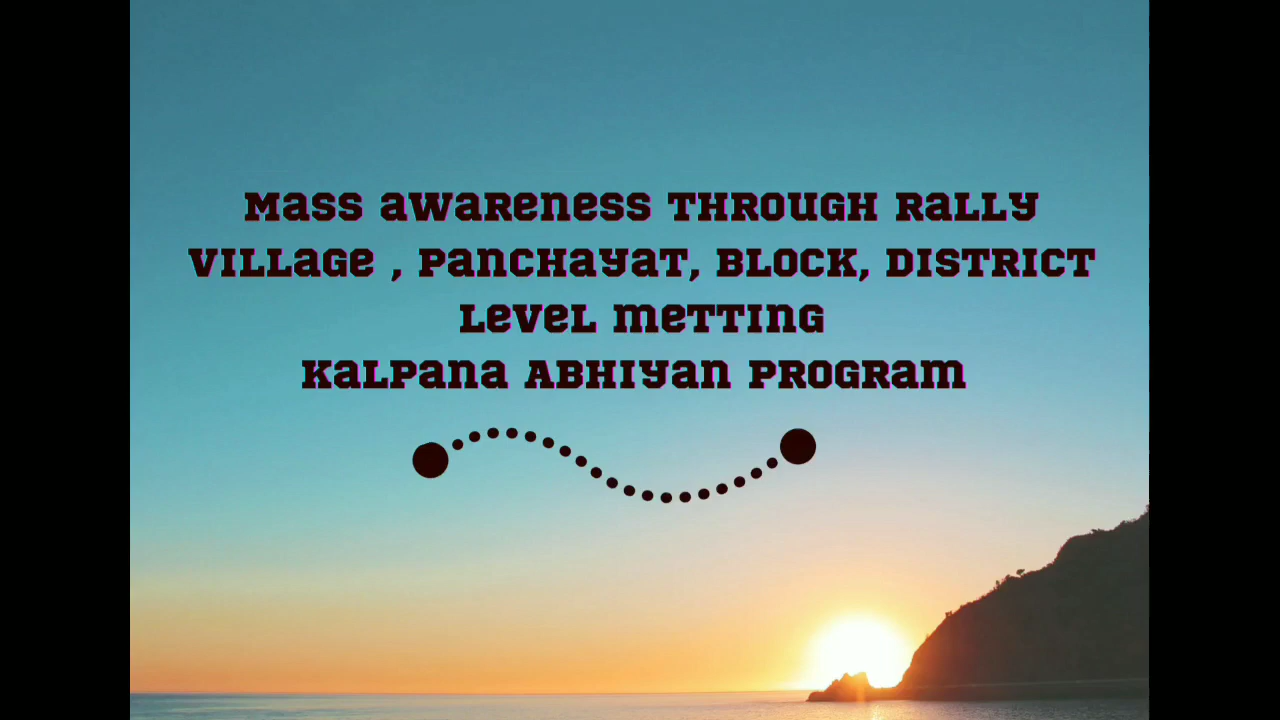 Mass awareness through rally
village , panchayat, block, district
level metting
Kalpana Abhiyan Program